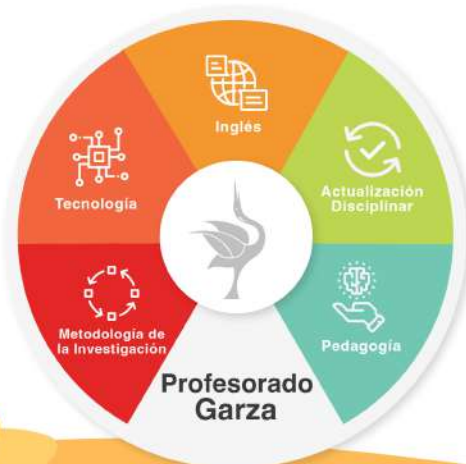 Inglés
Tecnología
Actualización
Disciplinar
Metodología de
la Investigación
Pedagogía
Profesorado
Garza